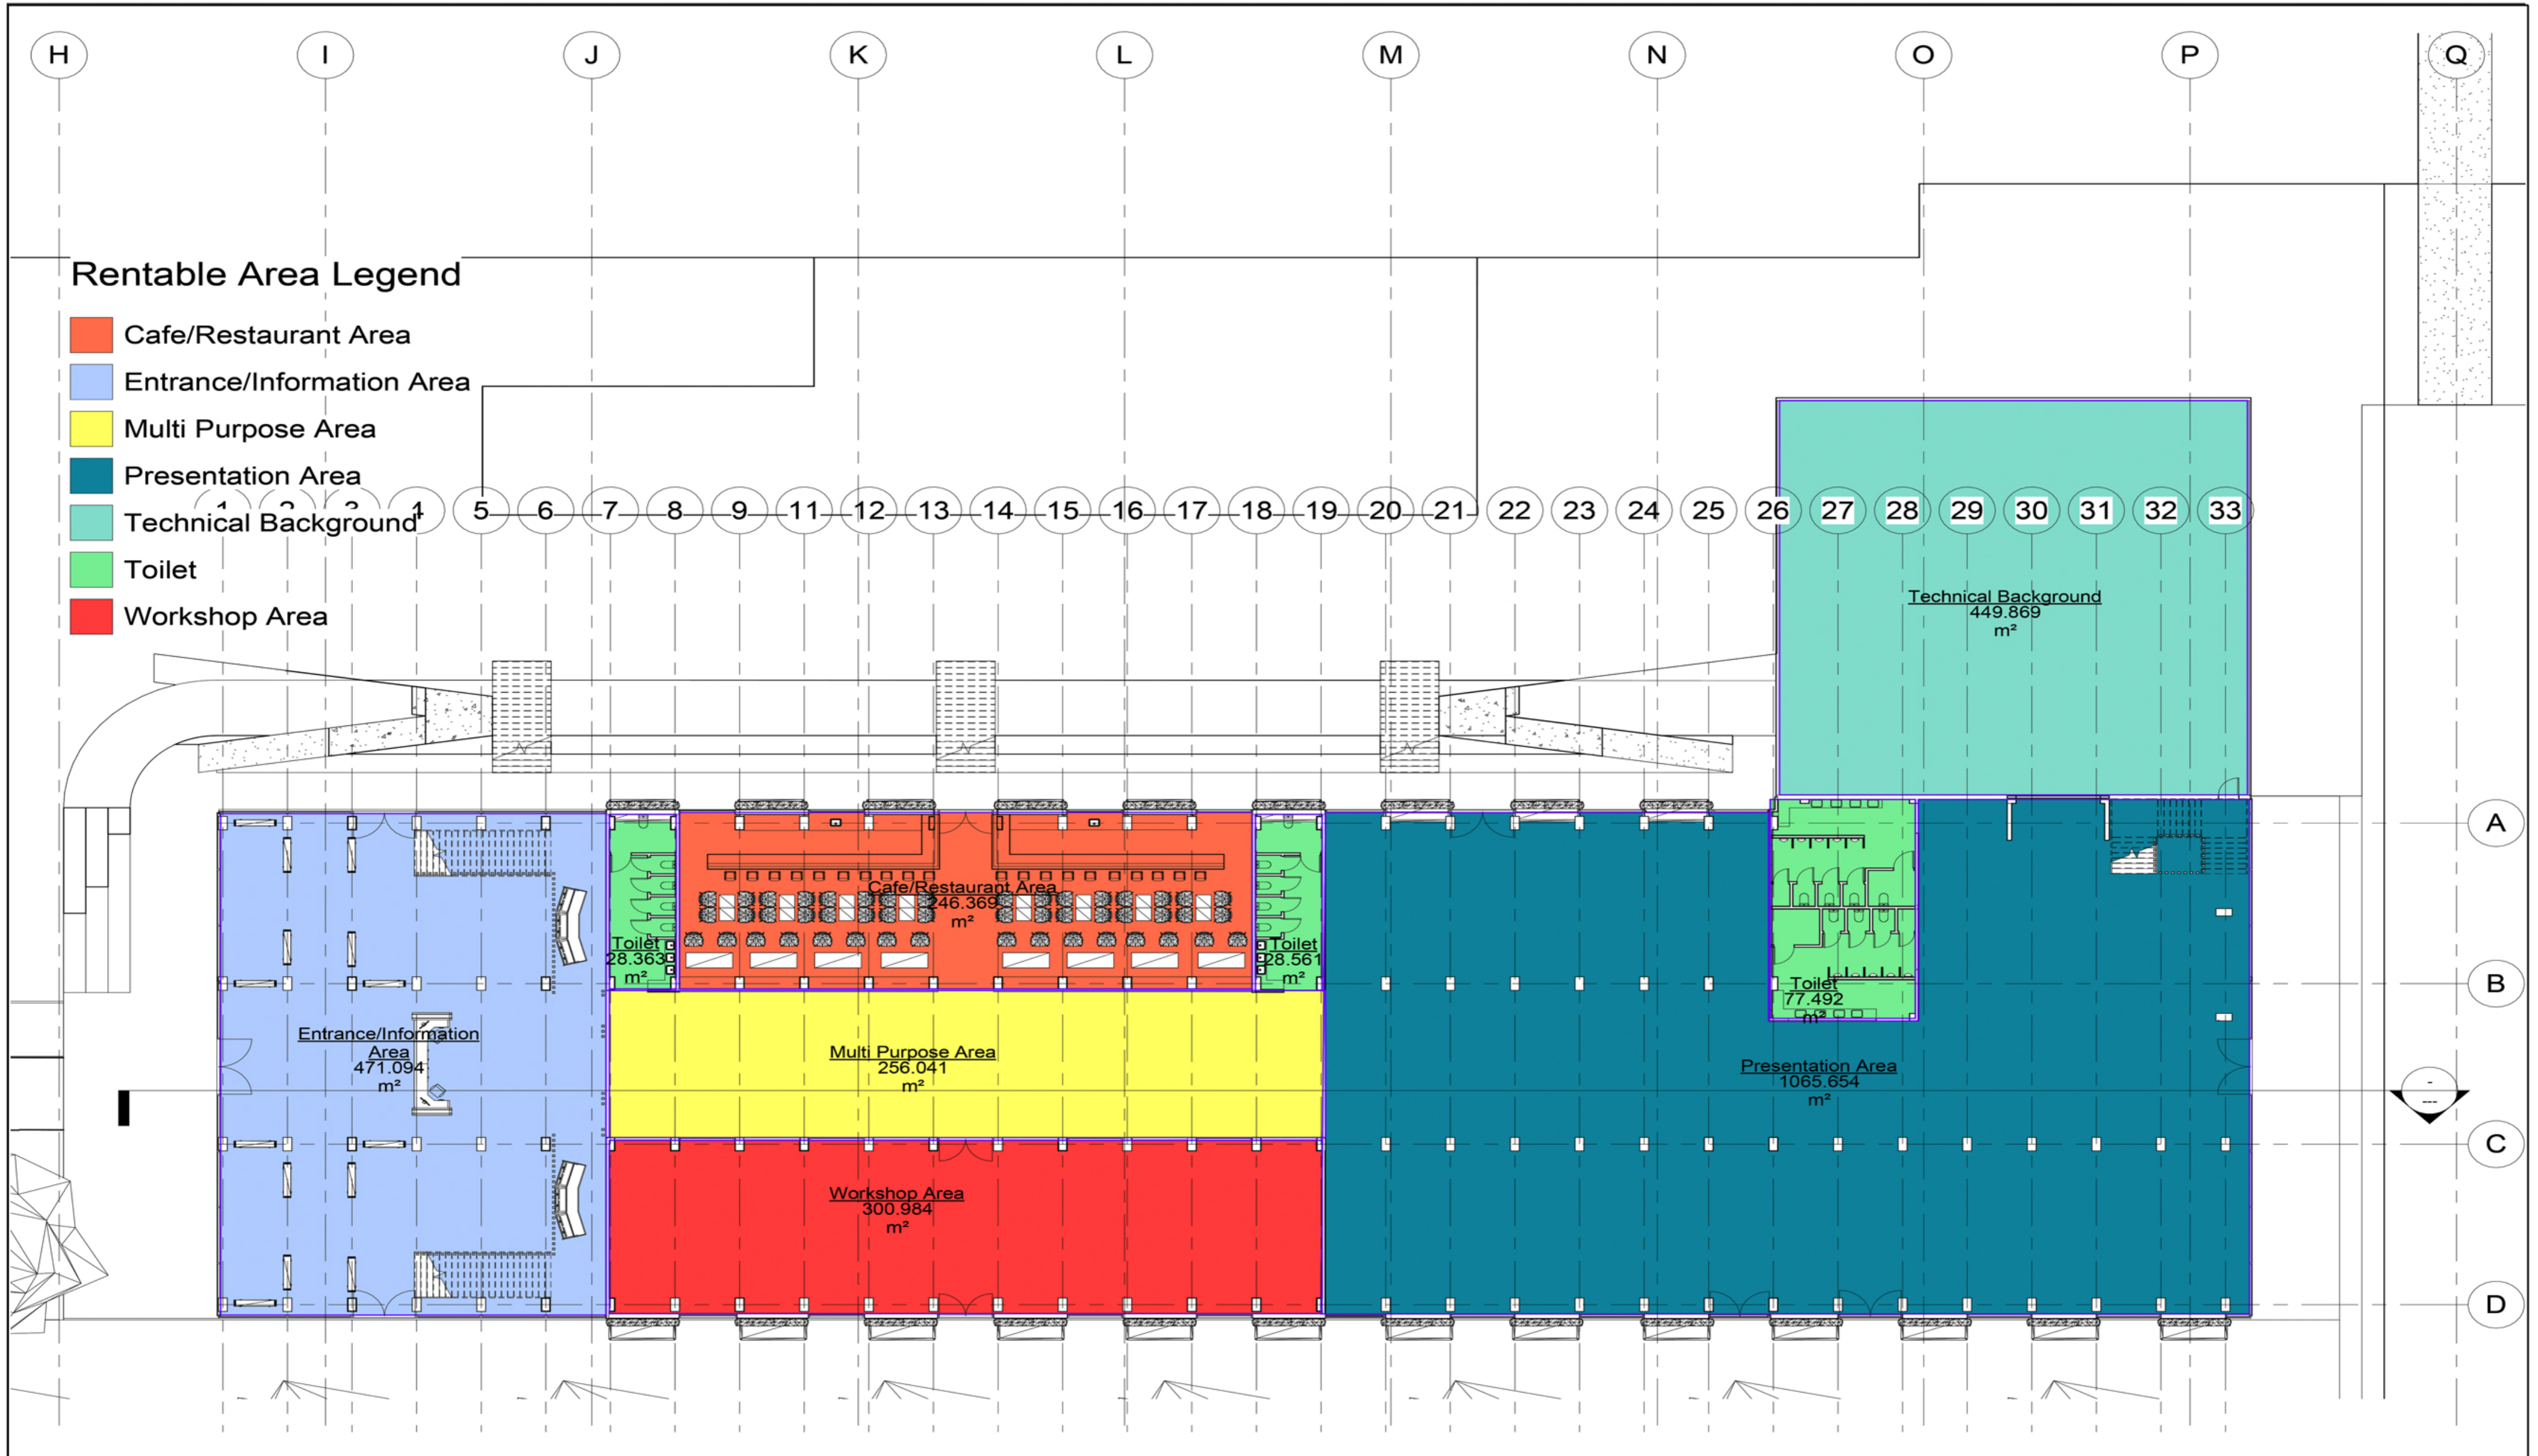 H I J K L M N O P Q
Rentable Area Legend
Cafe/Restaurant Area
Entrance/Information Area
Multi Purpose Area
Presentation Area
Technical Background
Toilet
Workshop Area
1 2 3 4 5 6 7 8 9 11 12 13 14 15 16 17 18 19 20 21 22 23 24 25 26 27 28 29 30 31 32 33
Technical Background
449.869
m²
A
Cafe/Restaurant Area
246.369
m²
Toilet
28.363
m²
Toilet
28.561
m²
Toilet
77.492
m²
B
Entrance/Information
Area
471.094
m²
Multi Purpose Area
256.041
m²
Presentation Area
1065.654
m²
-
---
C
Workshop Area
300.984
m²
D